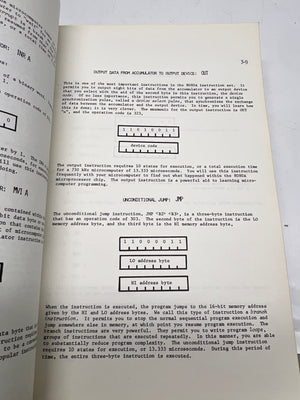 3-9
OUTPUT DATA FROM ACCUMULATOR TO OUTPUT DEVICE: OUT
This is one of the most important instructions in the 8080A instruction set. It
permits you to output eight bits of data from the accumulator to an output device
that you select with the aid of the second byte in this instruction, the device
code. Of no less importance, this instruction permits you to generate a single
synchronization pulse, called a device select pulse, that synchronizes the exchange
of data between the accumulator and the output device. In time, you will learn how
this is done; it is very clever. The mnemonic for the output instruction is OUT
and the operation code is 323.
1 1 0 1 0 0 1 1
device code
The output instruction requires 10 states for execution, or a total execution time
for a 750 kHz microcomputer of 13.333 microseconds. You will use this instruction
frequently with your microcomputer to find out what happened within the 8080A
microprocessor chip. The output instruction is a powerful aid to learning micro-
computer programming.
UNCONDITIONAL JUMP: JMP
The unconditional jump instruction, JMP <B2> <B3>, is a three-byte instruction
that has an operation code of 303. The second byte in the instruction is the LO
memory address byte, and the third byte is the HI memory address byte.
1 1 0 0 0 0 1 1
LO address byte
HI address byte
When the instruction is executed, the program jumps to the 16-bit memory address
given by the HI and LO address bytes. We call this type of instruction a branch
instruction. It permits you to stop the normal sequential program execution and
jump somewhere else in memory, at which point you resume program execution. The
branch instructions are very powerful. They permit you to write program loops,
groups of instructions that are executed repeatedly. In this manner, you are able
to substantially reduce program complexity. The unconditional jump instruction
requires 10 states for execution, or 13.333 microseconds. During this period of
time, the entire three-byte instruction is executed.